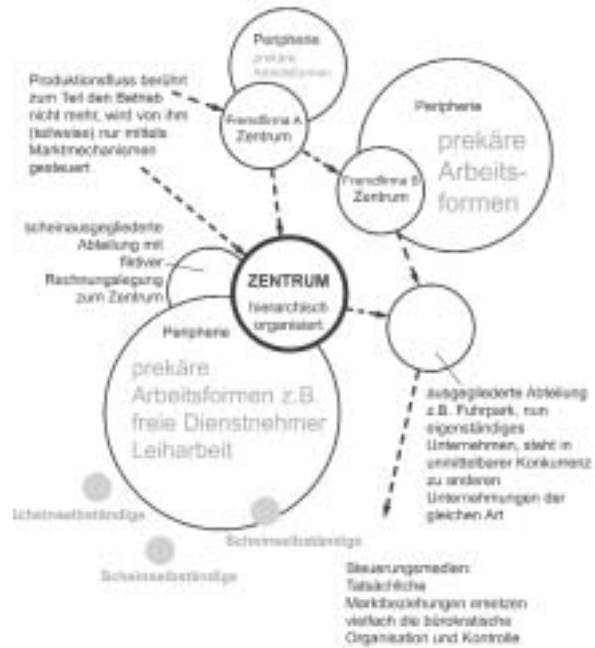 Peripherie
prekäre
Arbeitsformen
Produktionsfluss berührt
zum Teil den Betrieb
nicht mehr, wird von ihm
(teilweise) nur mittels
Marktmechanismen
gesteuert
Fremdfirma A
Zentrum
Peripherie
prekäre
Arbeits-
formen
Fremdfirma B
Zentrum
scheinausgegliederte
Abteilung mit
fiktiver
Rechnungslegung
zum Zentrum
ZENTRUM
hierarchisch
organisiert
Peripherie
prekäre
Arbeitsformen z.B.
freie Dienstnehmer
Leiharbeit
ausgegliederte Abteilung
z.B. Fuhrpark, nun
eigenständiges
Unternehmen, steht in
unmittelbarer Konkurrenz
zu anderen
Unternehmungen der
gleichen Art
Scheinselbständige
Scheinselbständige
Scheinselbständige
Steuerungsmedien:
Tatsächliche
Marktbeziehungen ersetzen
vielfach die bürokratische
Organisation und Kontrolle